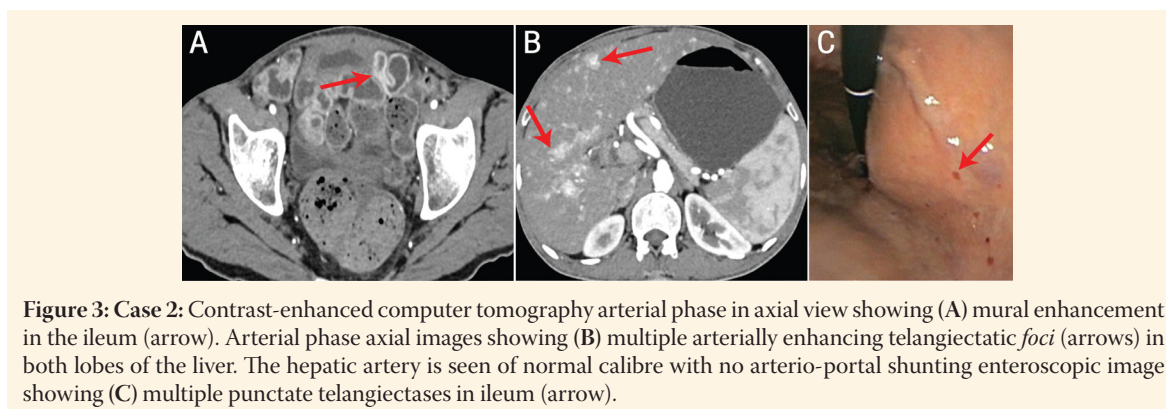 A
B
C
Figure 3: Case 2: Contrast-enhanced computer tomography arterial phase in axial view showing (A) mural enhancement
in the ileum (arrow). Arterial phase axial images showing (B) multiple arterially enhancing telangiectatic foci (arrows) in
both lobes of the liver. The hepatic artery is seen of normal calibre with no arterio-portal shunting enteroscopic image
showing (C) multiple punctate telangiectases in ileum (arrow).